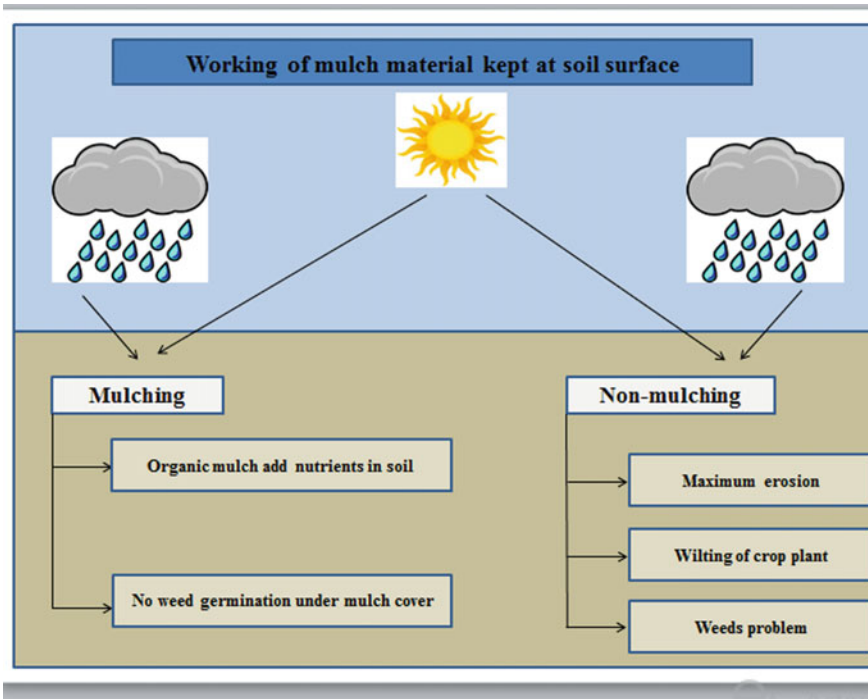 Working of mulch material kept at soil surface
Mulching
Organic mulch add nutrients in soil
No weed germination under mulch cover
Non-mulching
Maximum erosion
Wilting of crop plant
Weeds problem